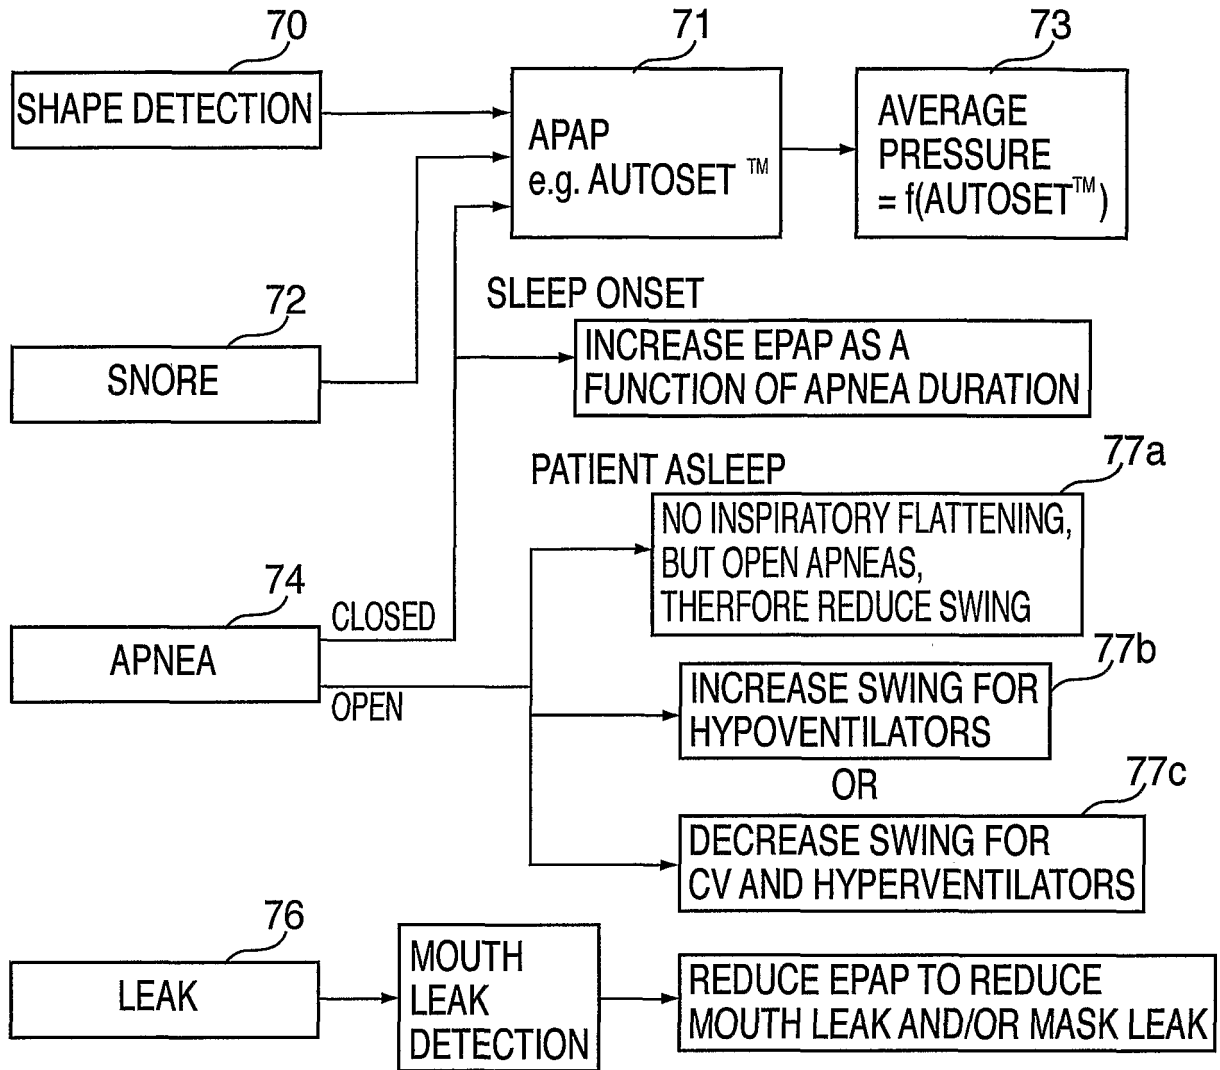 70
71
73
SHAPE DETECTION
APAP
e.g. AUTOSET™
AVERAGE
PRESSURE
= f(AUTOSET™)
72
SNORE
SLEEP ONSET
INCREASE EPAP AS A
FUNCTION OF APNEA DURATION
PATIENT ASLEEP
77a
NO INSPIRATORY FLATTENING,
BUT OPEN APNEAS,
THERFORE REDUCE SWING
74
APNEA
CLOSED
OPEN
77b
INCREASE SWING FOR
HYPOVENTILATORS
OR
77c
DECREASE SWING FOR
CV AND HYPERVENTILATORS
76
LEAK
MOUTH
LEAK
DETECTION
REDUCE EPAP TO REDUCE
MOUTH LEAK AND/OR MASK LEAK